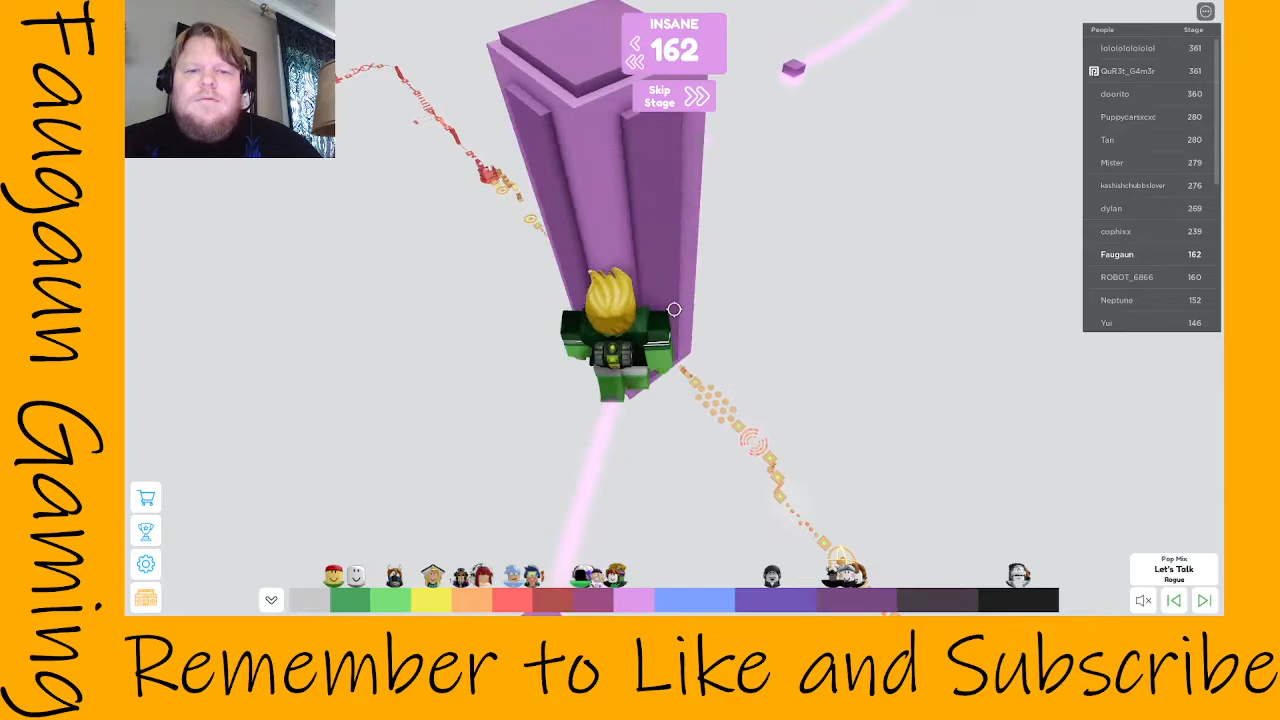 Faugaun Gaming
INSANE
162
Skip
Stage
People Stage
lolololololololol 361
QuR3t_G4m3r 361
doorito 360
Puppycarsxcxc 280
Tan 280
Mister 279
kashishchubbslover 276
dylan 269
cophixx 239
Faugaun 162
ROBOT_6866 160
Neptune 152
Yui 146
Pop Mix
Let's Talk
Rogue
Remember to Like and Subscribe